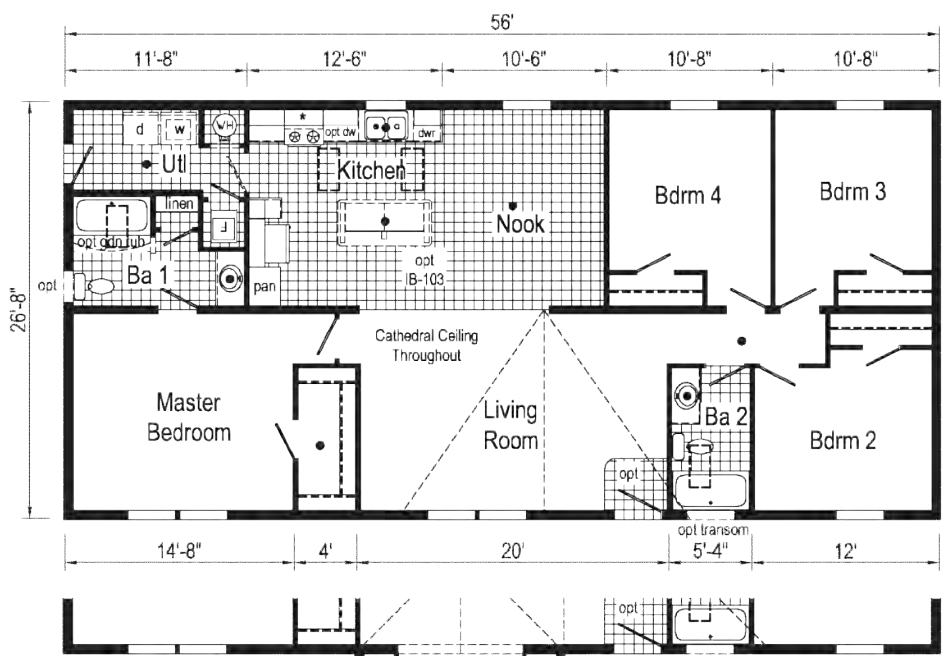 56'
11'-8"
12'-6"
10'-6"
10'-8"
10'-8"
26'-8"
d
w
WH
*
opt dw
dwr
Utl
Kitchen
Bdrm 4
Bdrm 3
linen
F
Nook
opt gdn tub
opt
IB-103
Ba 1
opt
pan
Cathedral Ceiling
Throughout
Master
Bedroom
Living
Room
Ba 2
Bdrm 2
opt
opt transom
14'-8"
4'
20'
5'-4"
12'
opt